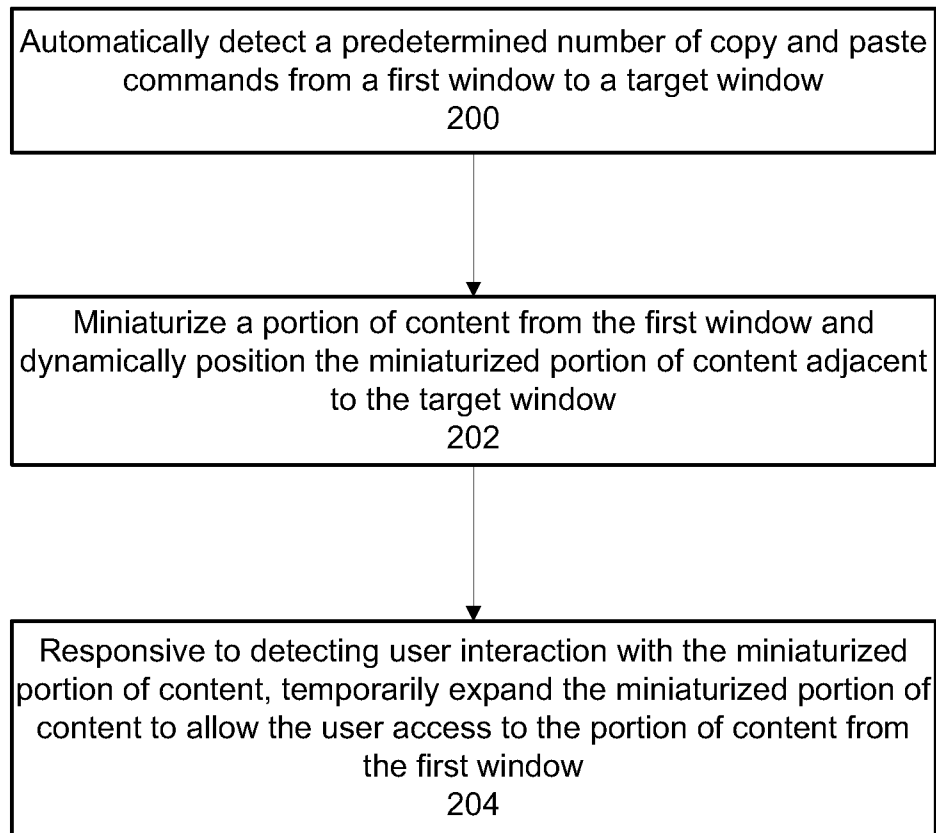 Automatically detect a predetermined number of copy and paste
commands from a first window to a target window
200
Miniaturize a portion of content from the first window and
dynamically position the miniaturized portion of content adjacent
to the target window
202
Responsive to detecting user interaction with the miniaturized
portion of content, temporarily expand the miniaturized portion of
content to allow the user access to the portion of content from
the first window
204